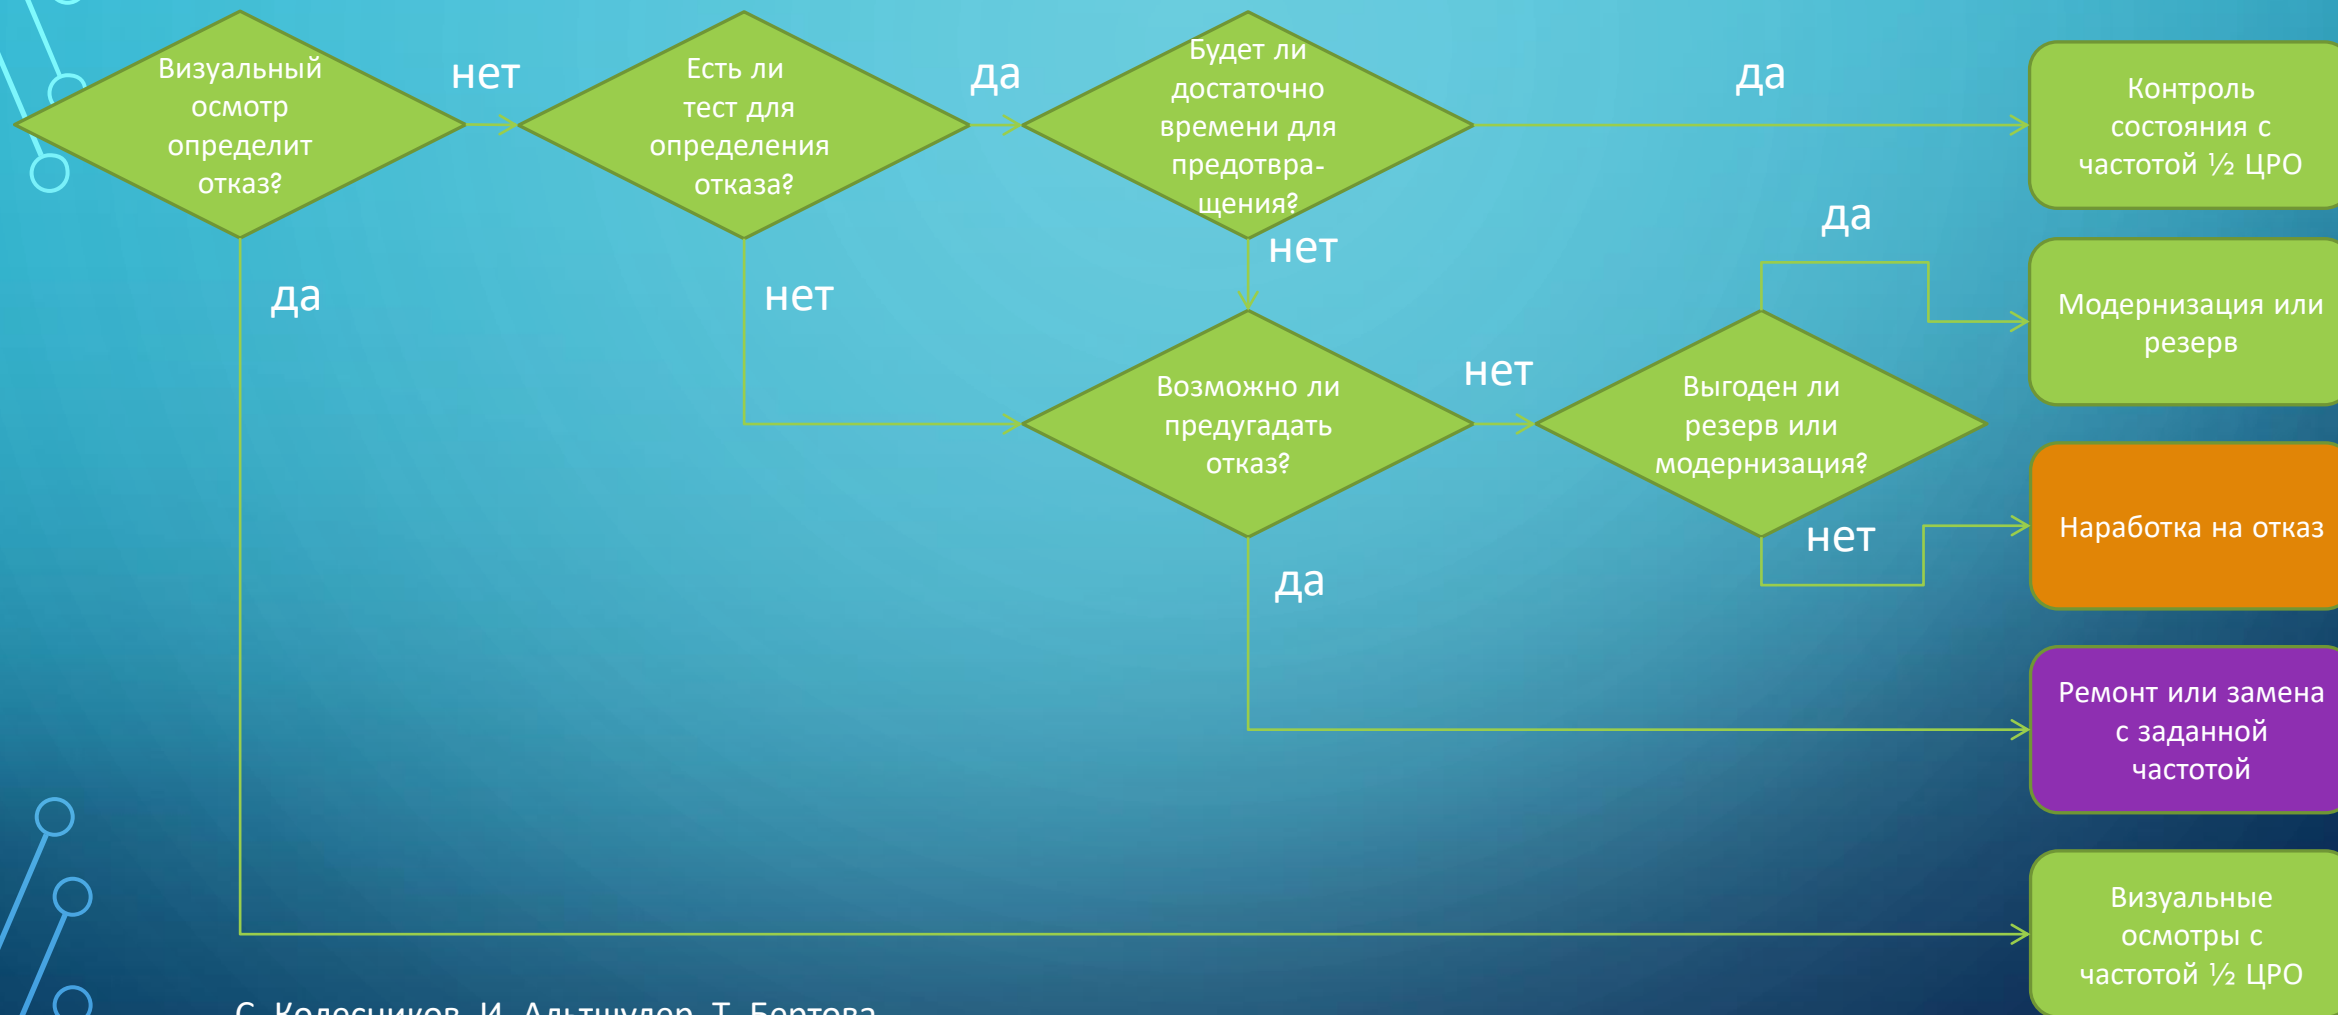 Визуальный
осмотр
определит
отказ?
нет
Есть ли
тест для
определения
отказа?
да
Будет ли
достаточно
времени для
предотвра-
щения?
да
Контроль
состояния с
частотой ½ ЦРО
да
нет
нет
да
Модернизация или
резерв
Возможно ли
предугадать
отказ?
нет
Выгоден ли
резерв или
модернизация?
нет
Наработка на отказ
да
Ремонт или замена
с заданной
частотой
Визуальные
осмотры с
частотой ½ ЦРО
С. Колесников, И. Альтшулер, Т. Бертова